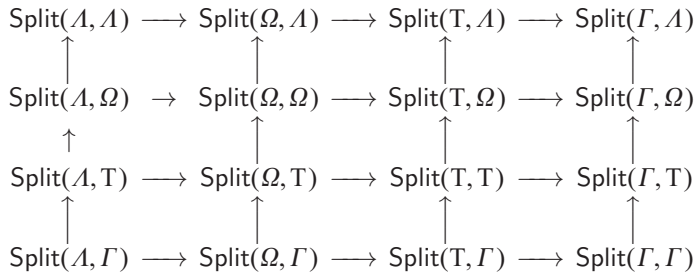 Split(Λ, Λ) ⟶ Split(Ω, Λ) ⟶ Split(T, Λ) ⟶ Split(Γ, Λ)
Split(Λ, Ω) → Split(Ω, Ω) ⟶ Split(T, Ω) ⟶ Split(Γ, Ω)
Split(Λ, T) ⟶ Split(Ω, T) ⟶ Split(T, T) ⟶ Split(Γ, T)
Split(Λ, Γ) ⟶ Split(Ω, Γ) ⟶ Split(T, Γ) ⟶ Split(Γ, Γ)